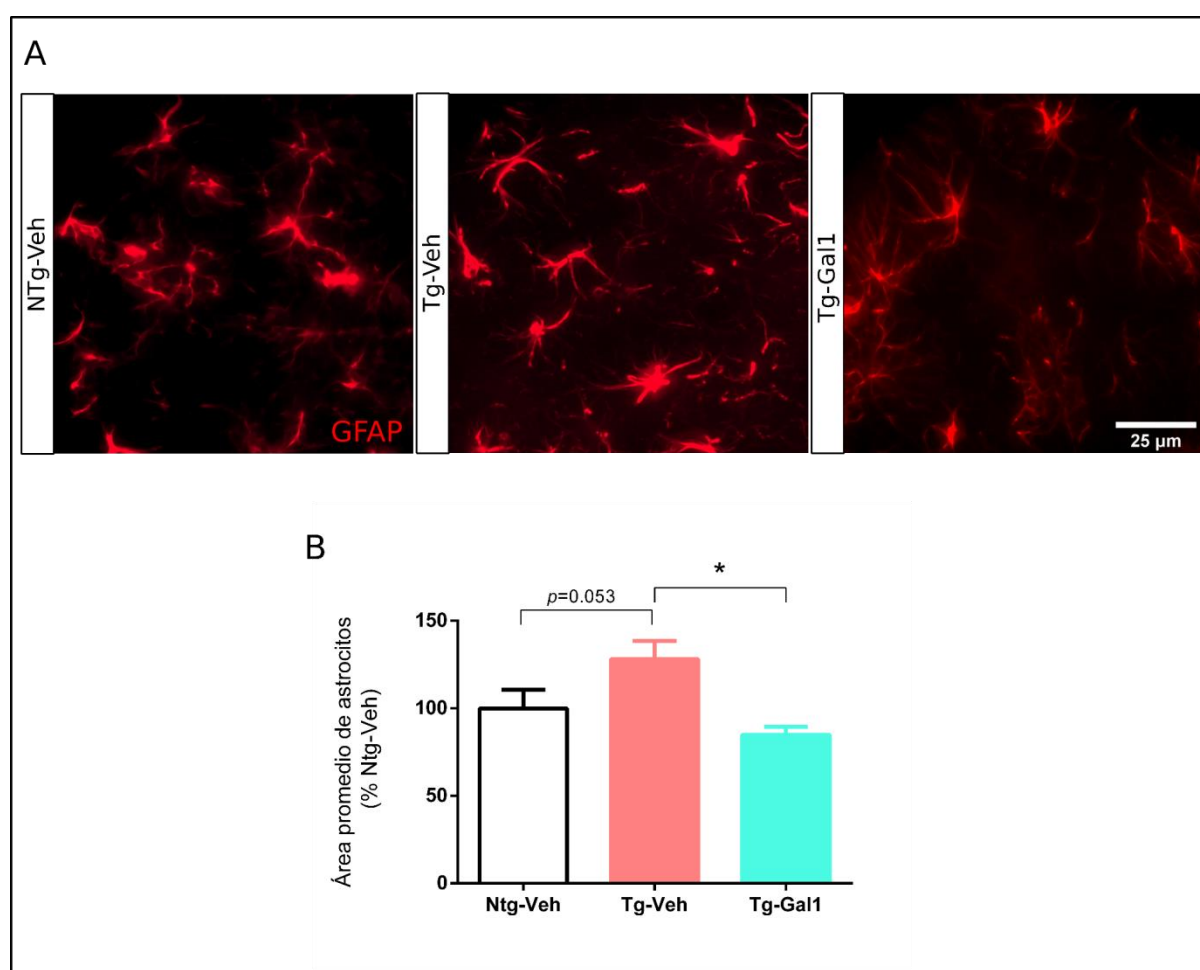 A
NTg-Veh
Tg-Veh
Tg-Gal1
GFAP
25 µm
B
*
p=0.053
150
100
50
0
Área promedio de astrocitos
(% Ntg-Veh)
Ntg-Veh
Tg-Veh
Tg-Gal1